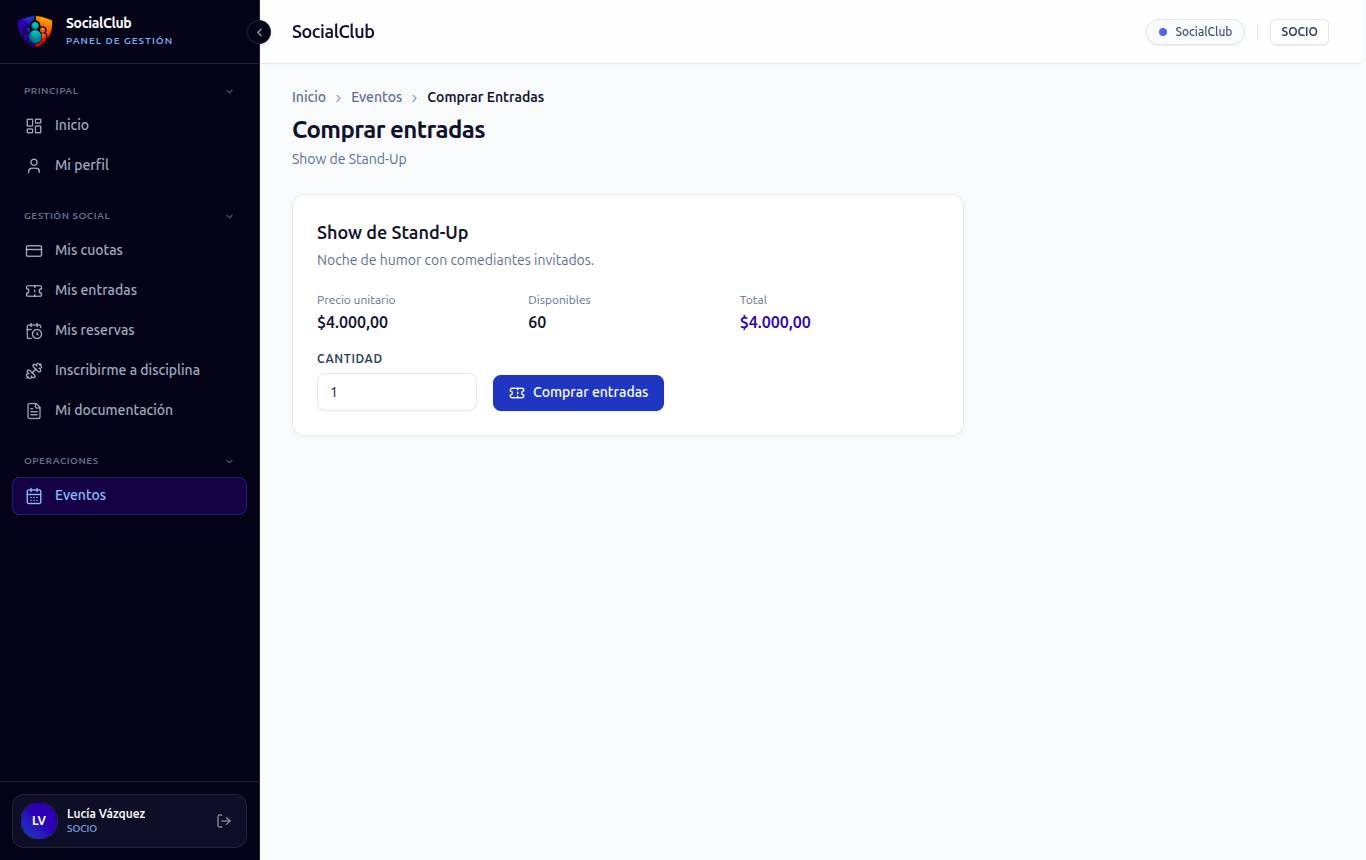 SocialClub
PANEL DE GESTIÓN
PRINCIPAL
Inicio
Mi perfil
GESTIÓN SOCIAL
Mis cuotas
Mis entradas
Mis reservas
Inscribirme a disciplina
Mi documentación
OPERACIONES
Eventos
LV
Lucía Vázquez
SOCIO
SocialClub
SocialClub
SOCIO
Inicio > Eventos > Comprar Entradas
Comprar entradas
Show de Stand-Up
Show de Stand-Up
Noche de humor con comediantes invitados.
Precio unitario Disponibles Total
$4.000,00 60 $4.000,00
CANTIDAD
1 Comprar entradas